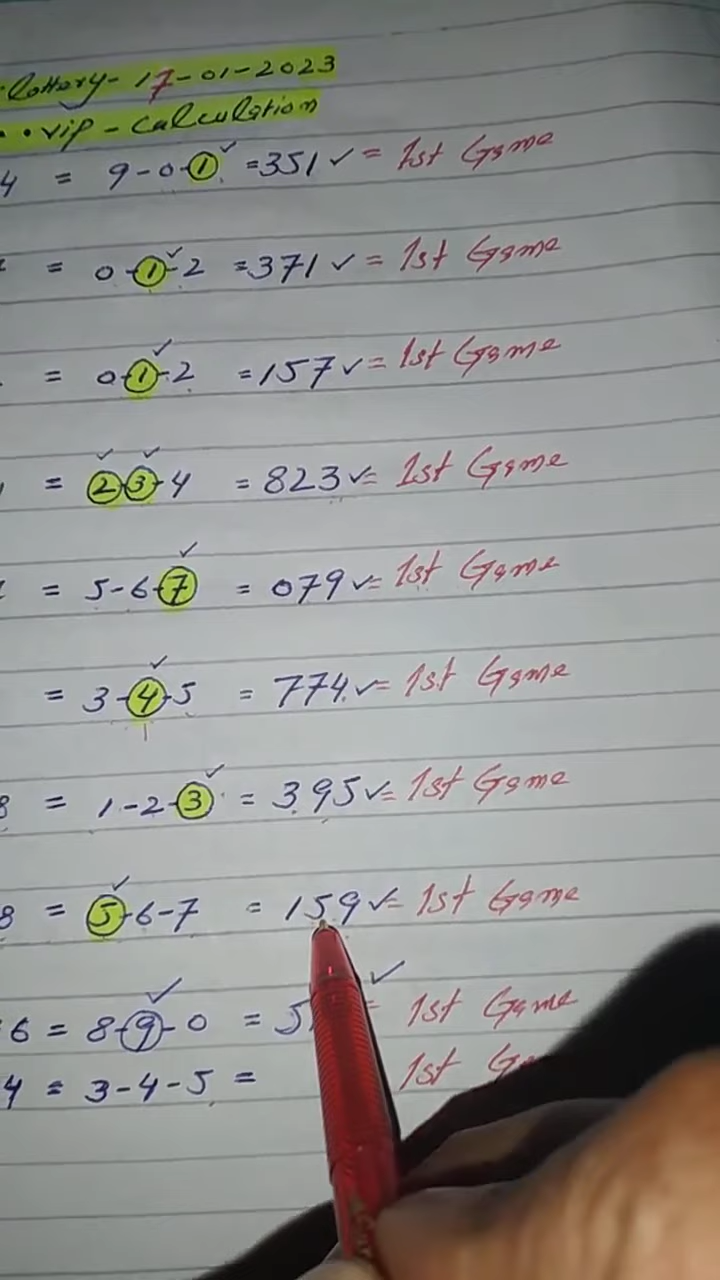 Lottery - 17-01-2023
.. vip - Calculation
4 = 9-0-1 ✓ = 351 ✓ = 1st Game
= 0-1-2 ✓ = 371 ✓ = 1st Game
= 0-1-2 ✓ = 157 ✓ = 1st Game
= 2-3-4 ✓ ✓ = 823 ✓ = 1st Game
= 5-6-7 ✓ = 079 ✓ = 1st Game
= 3-4-5 ✓ = 774 ✓ = 1st Game
8 = 1-2-3 ✓ = 395 ✓ = 1st Game
8 = 5-6-7 ✓ = 159 ✓ = 1st Game
6 = 8-9-0 ✓ = 5 ✓ = 1st Game
4 = 3-4-5 = 1st